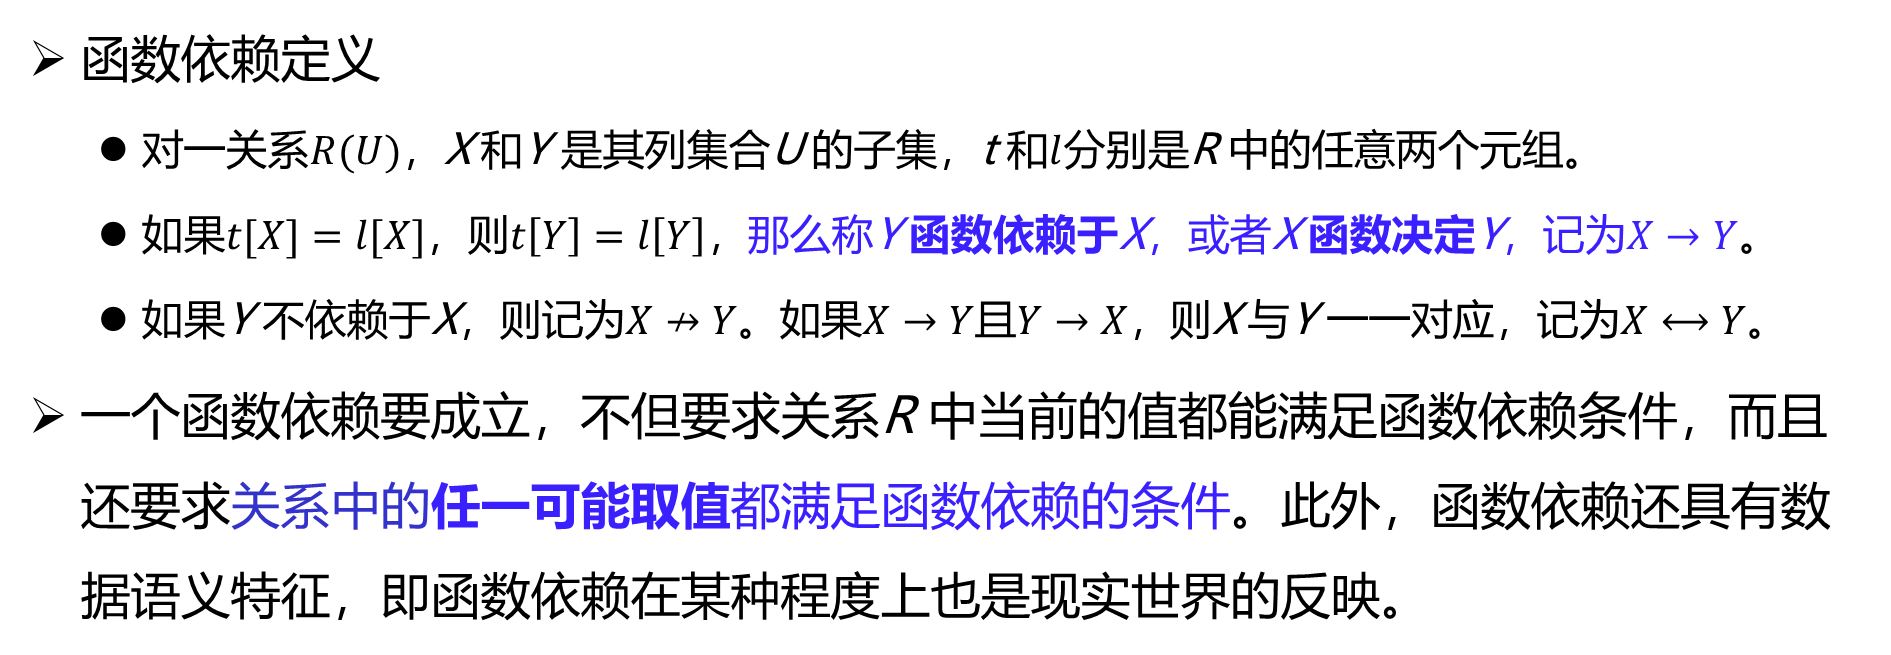 ➢ 函数依赖定义
● 对一关系R(U)，X和Y是其列集合U的子集，t和l分别是R中的任意两个元组。
● 如果t[X] = l[X]，则t[Y] = l[Y]，那么称Y函数依赖于X，或者X函数决定Y，记为X → Y。
● 如果Y不依赖于X，则记为X ↛ Y。如果X → Y且Y → X，则X与Y一一对应，记为X ⟷ Y。
➢ 一个函数依赖要成立，不但要求关系R中当前的值都能满足函数依赖条件，而且
还要求关系中的任一可能取值都满足函数依赖的条件。此外，函数依赖还具有数
据语义特征，即函数依赖在某种程度上也是现实世界的反映。